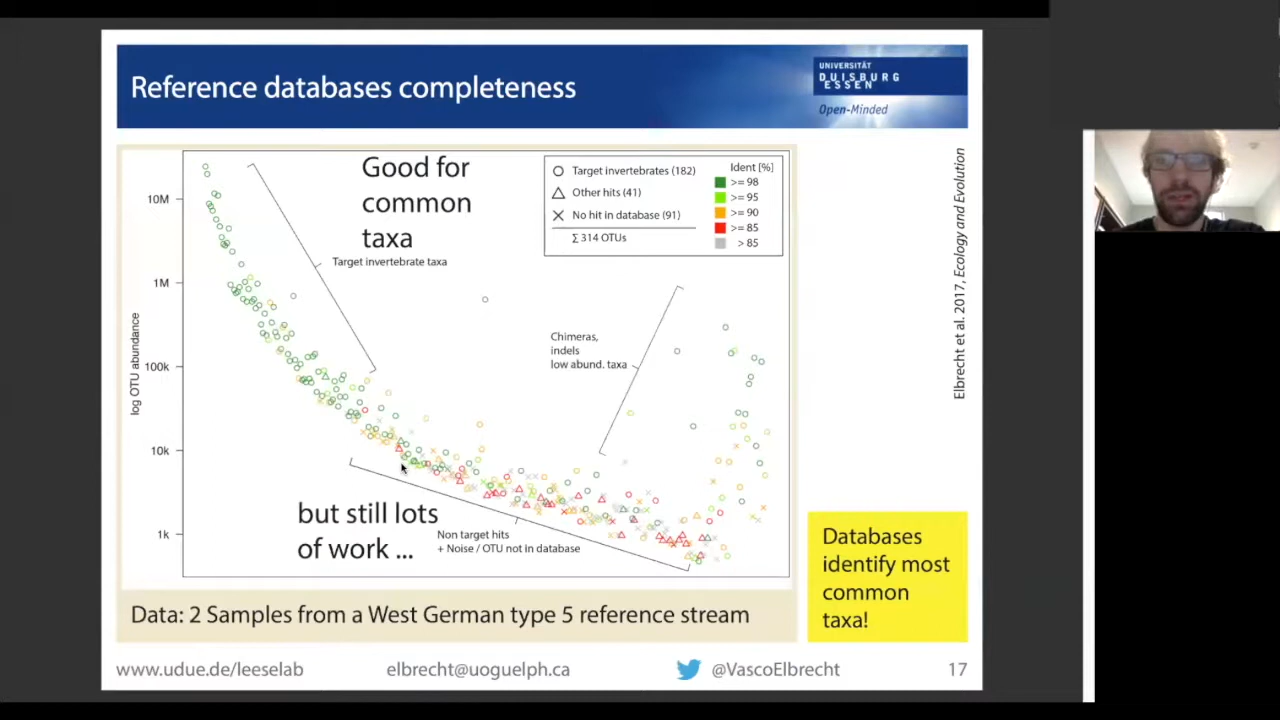 Reference databases completeness
UNIVERSITÄT
DUISBURG
ESSEN
Open-Minded
Good for
common
taxa
Target invertebrate taxa
Target invertebrates (182)
Other hits (41)
No hit in database (91)
∑ 314 OTUs
Ident [%]
>= 98
>= 95
>= 90
>= 85
> 85
log OTU abundance
10M
1M
100k
10k
1k
Chimeras,
indels
low abund. taxa
but still lots
of work ...
Non target hits
+ Noise / OTU not in database
Elbrecht et al. 2017, Ecology and Evolution
Databases
identify most
common
taxa!
Data: 2 Samples from a West German type 5 reference stream
www.udue.de/leeselab
elbrecht@uoguelph.ca
@VascoElbrecht
17